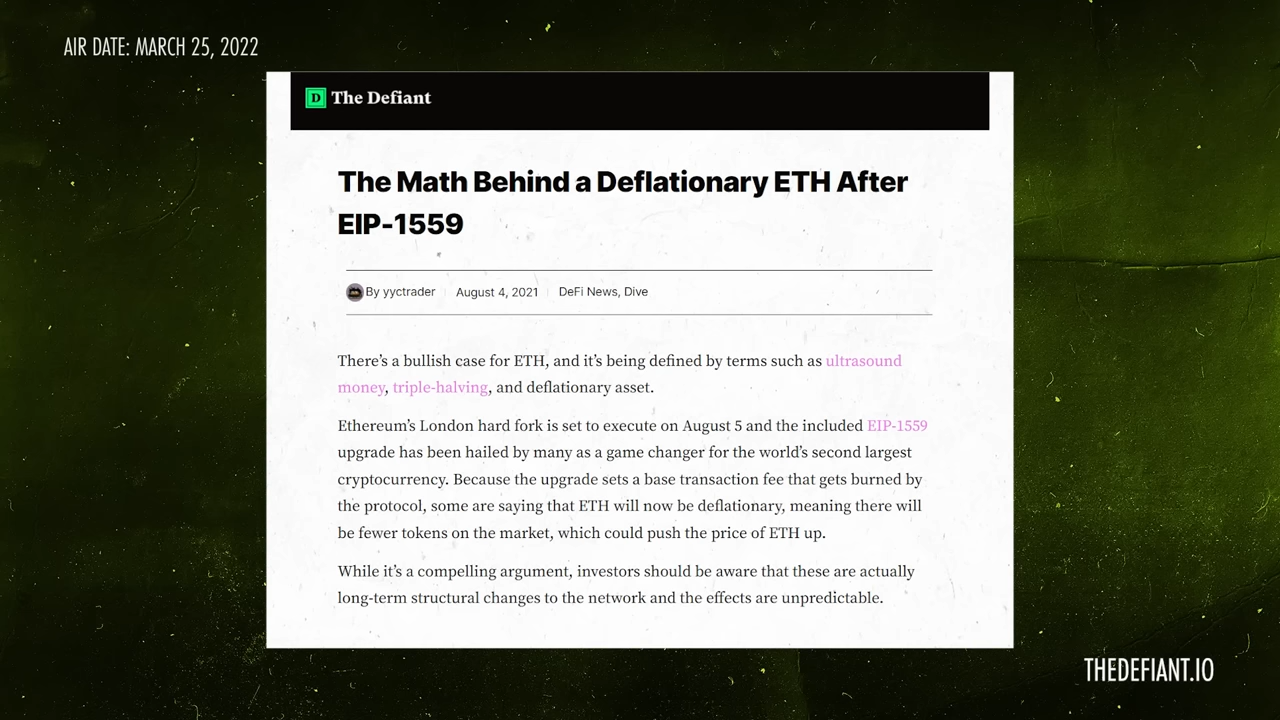 AIR DATE: MARCH 25, 2022
D The Defiant
The Math Behind a Deflationary ETH After
EIP-1559
By yyctrader August 4, 2021 DeFi News, Dive
There’s a bullish case for ETH, and it’s being defined by terms such as ultrasound
money, triple-halving, and deflationary asset.
Ethereum’s London hard fork is set to execute on August 5 and the included EIP-1559
upgrade has been hailed by many as a game changer for the world’s second largest
cryptocurrency. Because the upgrade sets a base transaction fee that gets burned by
the protocol, some are saying that ETH will now be deflationary, meaning there will
be fewer tokens on the market, which could push the price of ETH up.
While it’s a compelling argument, investors should be aware that these are actually
long-term structural changes to the network and the effects are unpredictable.
THEDEFIANT.IO